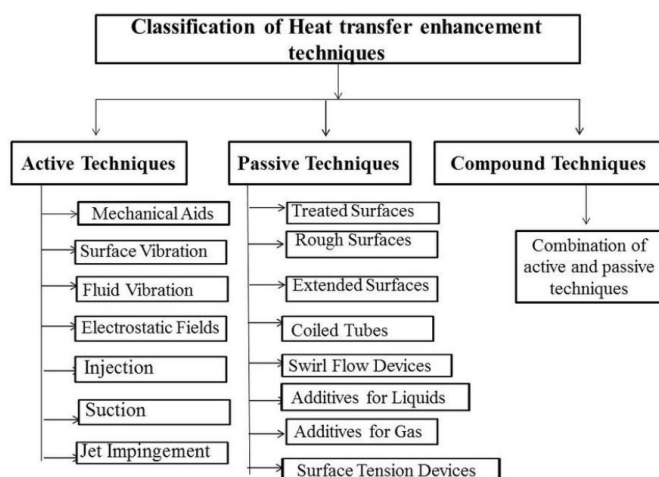 Classification of Heat transfer enhancement
techniques
Active Techniques
Mechanical Aids
Surface Vibration
Fluid Vibration
Electrostatic Fields
Injection
Suction
Jet Impingement
Passive Techniques
Treated Surfaces
Rough Surfaces
Extended Surfaces
Coiled Tubes
Swirl Flow Devices
Additives for Liquids
Additives for Gas
Surface Tension Devices
Compound Techniques
Combination of
active and passive
techniques